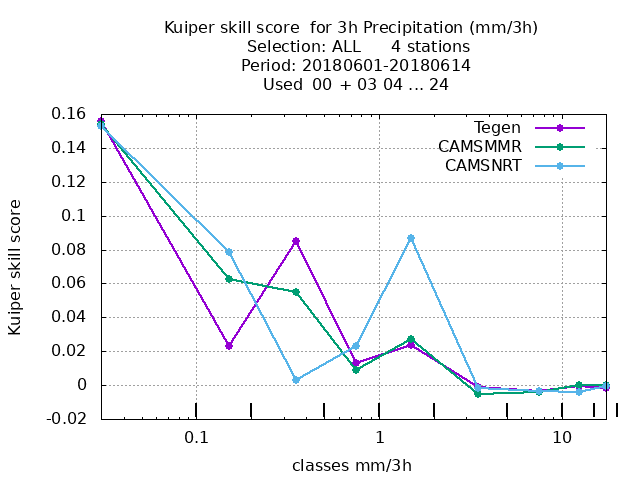 Kuiper skill score  for 3h Precipitation (mm/3h)
Selection: ALL      4 stations
Period: 20180601-20180614
Used  00 + 03 04 ... 24
Tegen
CAMSMMR
CAMSNRT
Kuiper skill score
0.16
0.14
0.12
0.1
0.08
0.06
0.04
0.02
0
-0.02
0.1
1
10
classes mm/3h